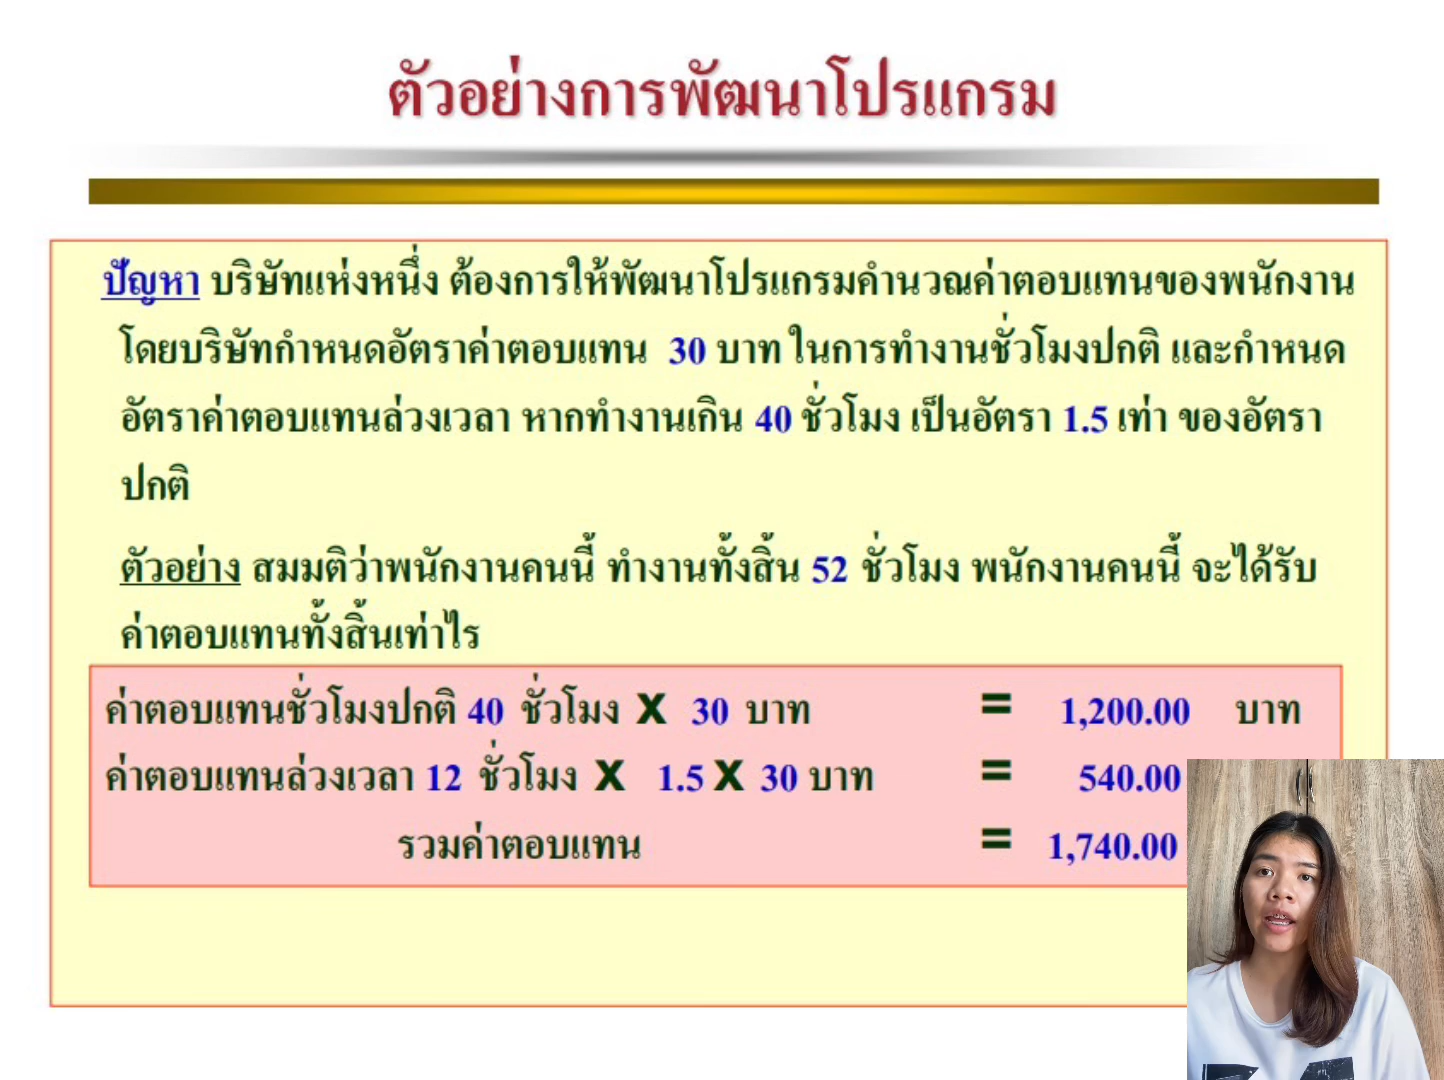 ตัวอย่างการพัฒนาโปรแกรม
ปัญหา บริษัทแห่งหนึ่ง ต้องการให้พัฒนาโปรแกรมคำนวณค่าตอบแทนของพนักงาน
โดยบริษัทกำหนดอัตราค่าตอบแทน 30 บาท ในการทำงานชั่วโมงปกติ และกำหนด
อัตราค่าตอบแทนล่วงเวลา หากทำงานเกิน 40 ชั่วโมง เป็นอัตรา 1.5 เท่า ของอัตรา
ปกติ
ตัวอย่าง สมมติว่าพนักงานคนนี้ ทำงานทั้งสิ้น 52 ชั่วโมง พนักงานคนนี้ จะได้รับ
ค่าตอบแทนทั้งสิ้นเท่าไร
ค่าตอบแทนชั่วโมงปกติ 40 ชั่วโมง X 30 บาท = 1,200.00 บาท
ค่าตอบแทนล่วงเวลา 12 ชั่วโมง X 1.5 X 30 บาท = 540.00
รวมค่าตอบแทน = 1,740.00